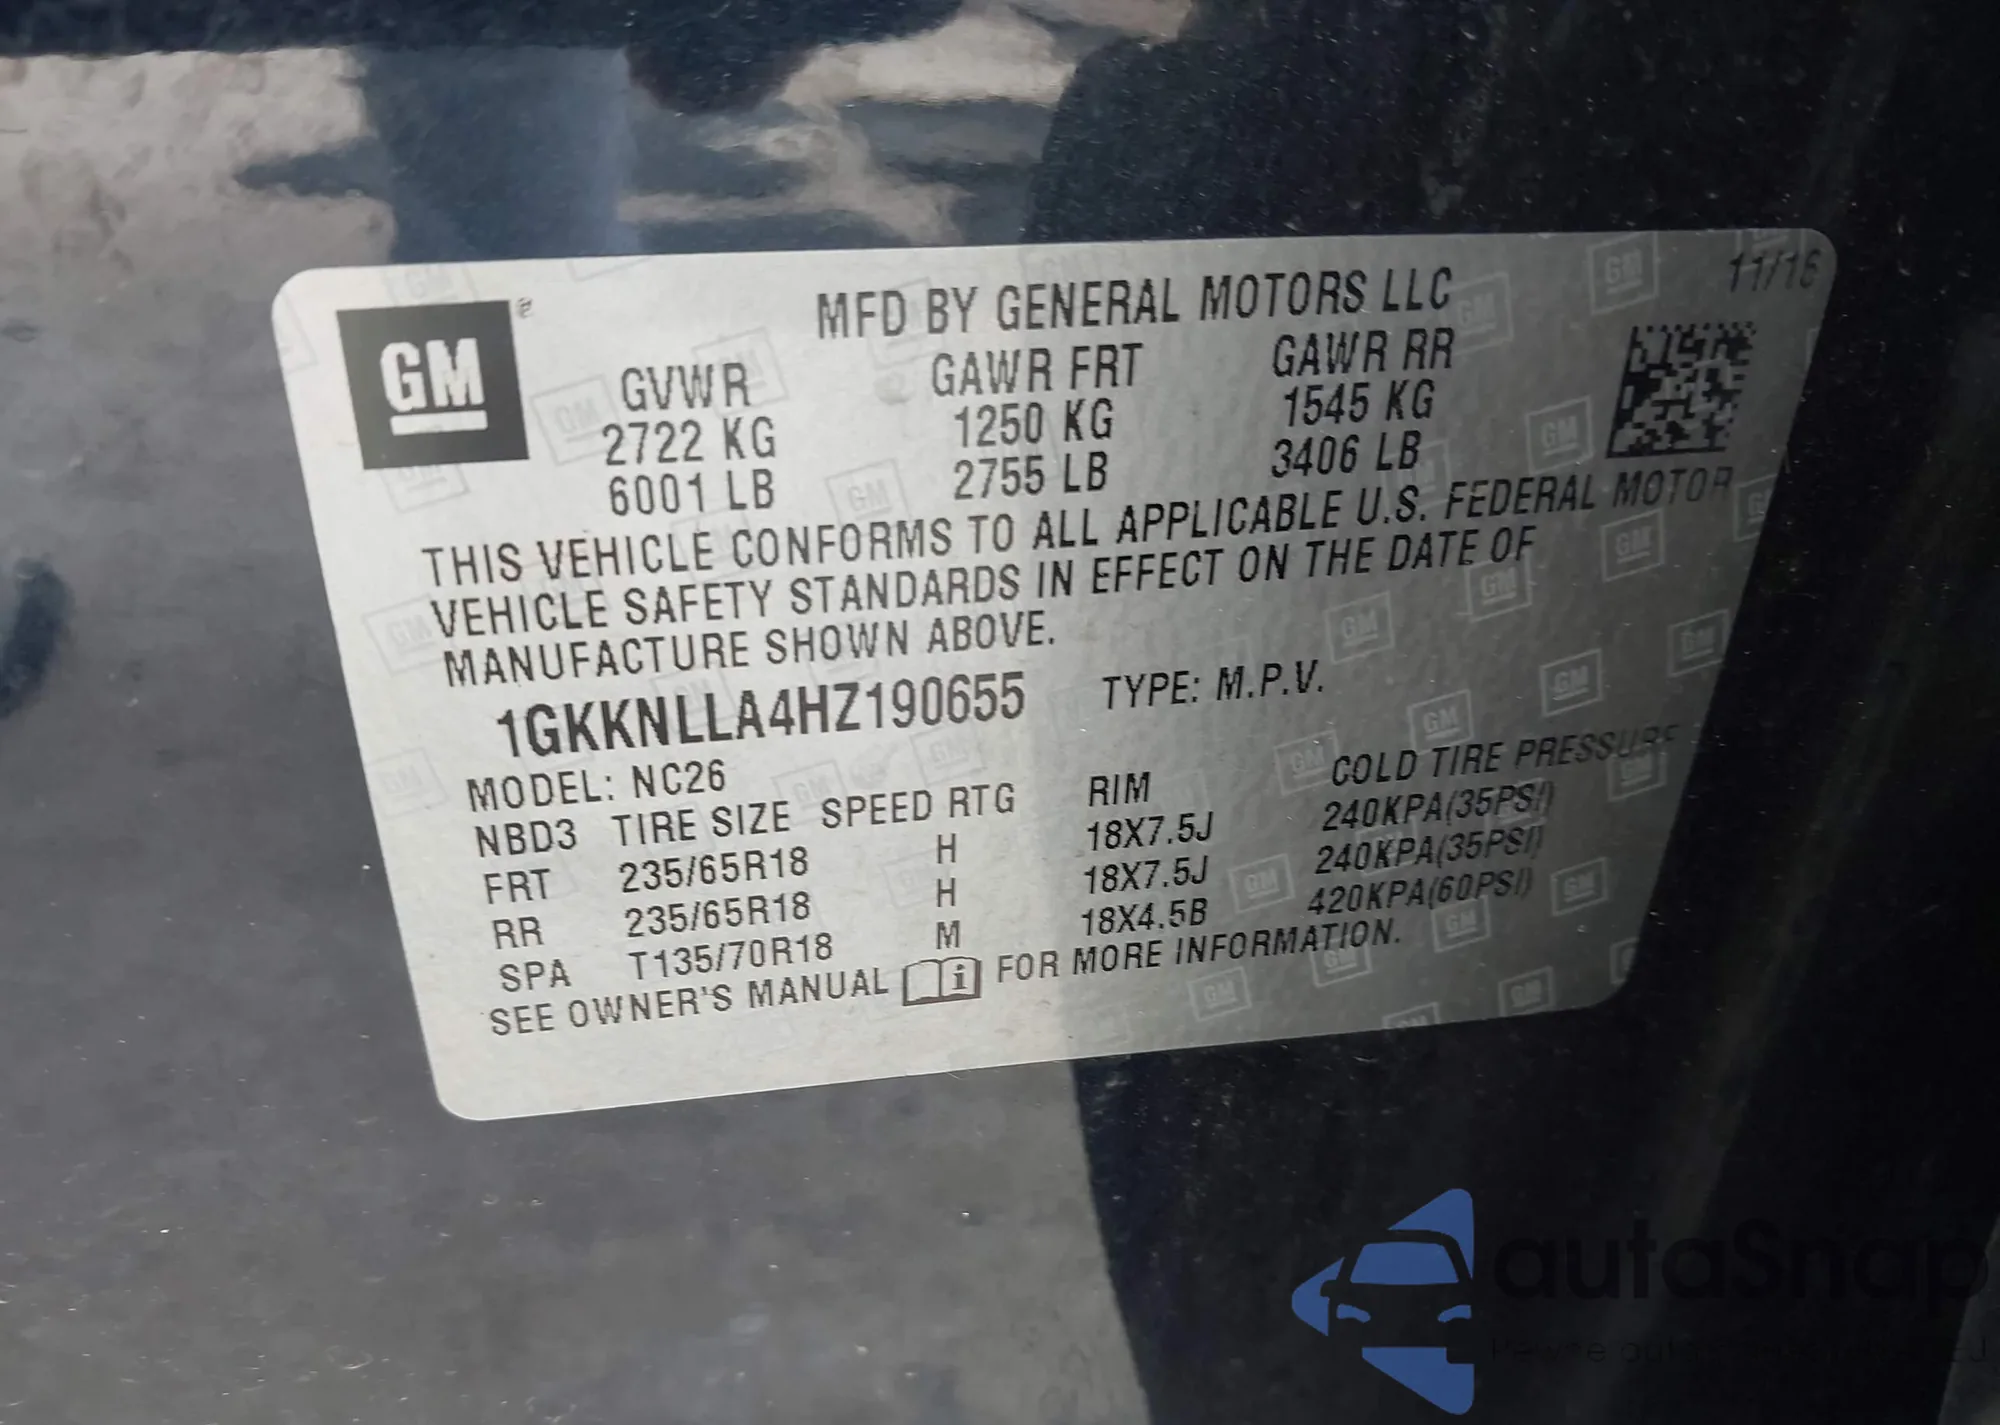 11/16
GM
MFD BY GENERAL MOTORS LLC
GVWR GAWR FRT GAWR RR
2722 KG 1250 KG 1545 KG
6001 LB 2755 LB 3406 LB
THIS VEHICLE CONFORMS TO ALL APPLICABLE U.S. FEDERAL MOTOR
VEHICLE SAFETY STANDARDS IN EFFECT ON THE DATE OF
MANUFACTURE SHOWN ABOVE.
1GKKNLLA4HZ190655 TYPE: M.P.V.
MODEL: NC26
NBD3 TIRE SIZE SPEED RTG RIM COLD TIRE PRESSURE
FRT 235/65R18 H 18X7.5J 240KPA(35PSI)
RR 235/65R18 H 18X7.5J 240KPA(35PSI)
SPA T135/70R18 M 18X4.5B 420KPA(60PSI)
SEE OWNER'S MANUAL FOR MORE INFORMATION.
autaSnap